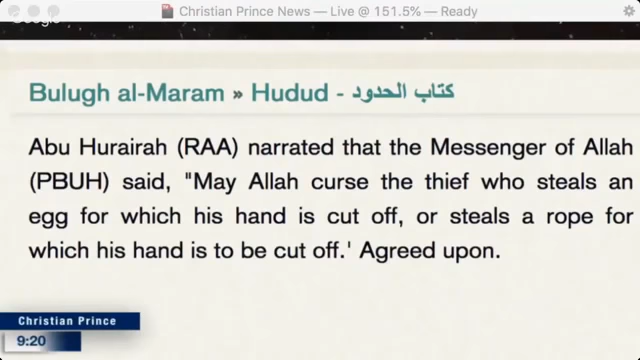 Christian Prince News — Live @ 151.5% — Ready
Google
Bulugh al-Maram » Hudud - كتاب الحدود
Abu Hurairah (RAA) narrated that the Messenger of Allah
(PBUH) said, "May Allah curse the thief who steals an
egg for which his hand is cut off, or steals a rope for
which his hand is to be cut off.' Agreed upon.
Christian Prince
9:20